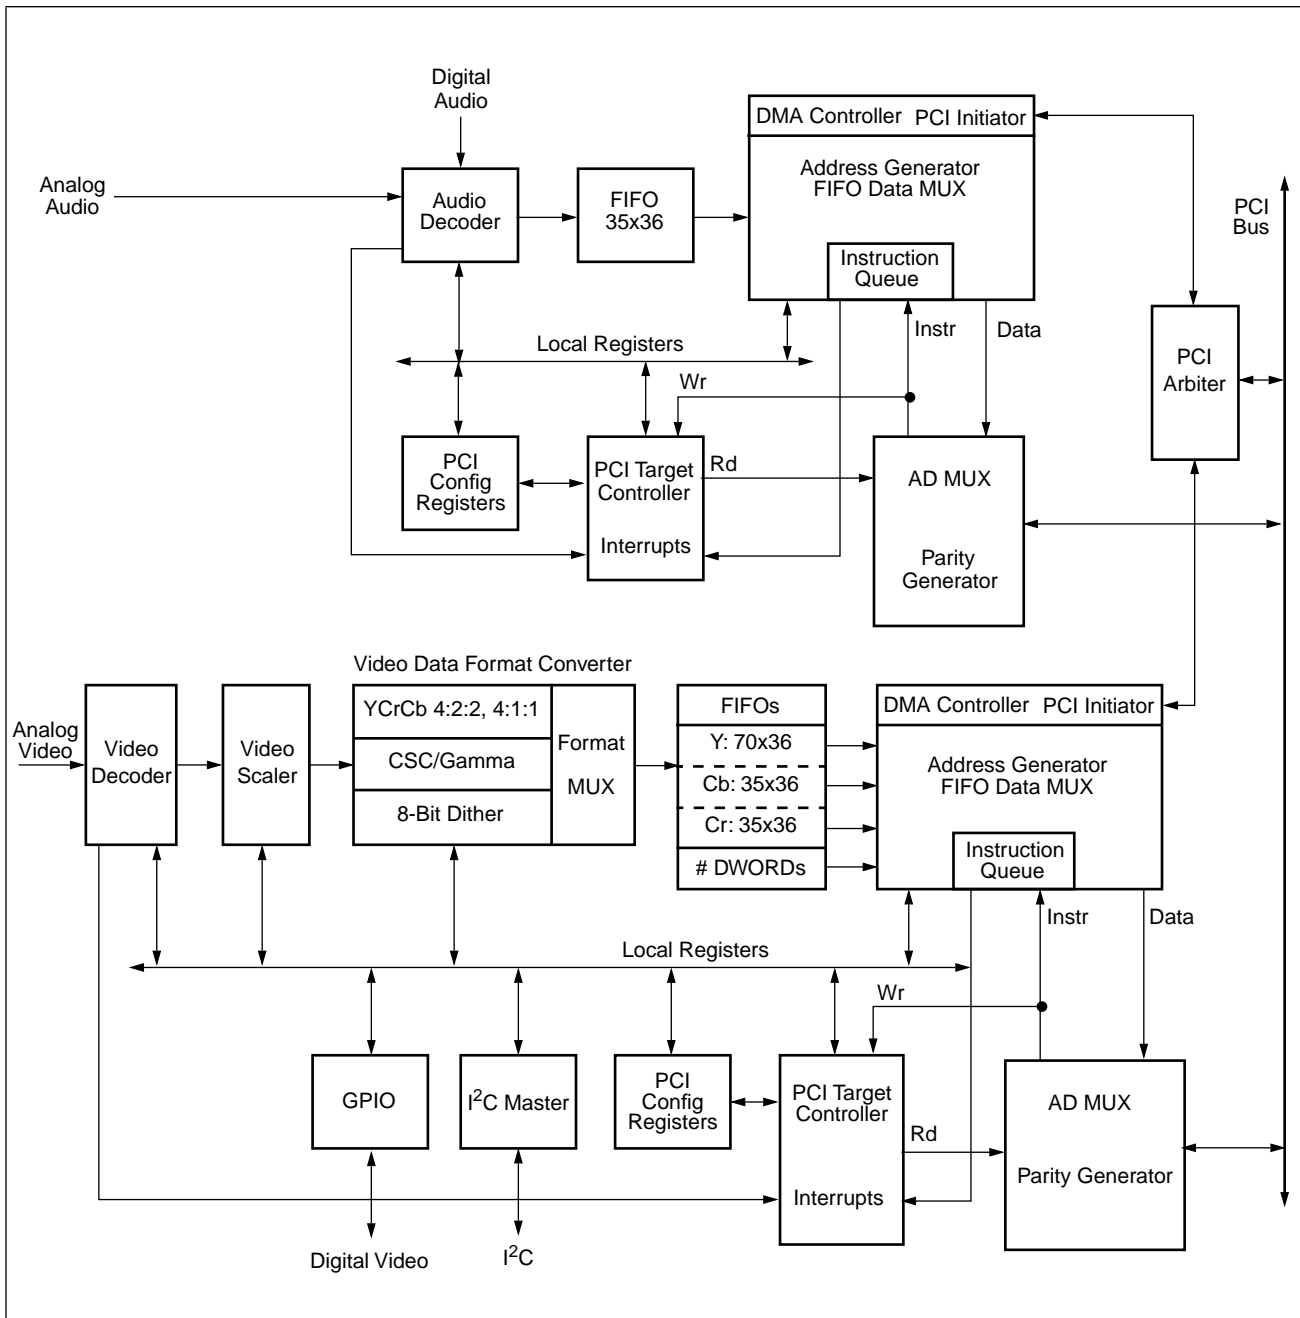 Digital
Audio
DMA Controller PCI Initiator
Address Generator
FIFO Data MUX
Analog
Audio
Audio
Decoder
FIFO
35x36
PCI
Bus
Instruction
Queue
Instr
Data
Local Registers
PCI
Arbiter
Wr
PCI
Config
Registers
PCI Target
Controller
Interrupts
Rd
AD MUX
Parity
Generator
Video Data Format Converter
Analog
Video
Video
Decoder
Video
Scaler
YCrCb 4:2:2, 4:1:1
CSC/Gamma
8-Bit Dither
Format
MUX
FIFOs
Y: 70x36
Cb: 35x36
Cr: 35x36
# DWORDs
DMA Controller PCI Initiator
Address Generator
FIFO Data MUX
Instruction
Queue
Instr
Data
Local Registers
Wr
GPIO
I²C Master
PCI
Config
Registers
PCI Target
Controller
Interrupts
Rd
AD MUX
Parity Generator
Digital Video
I²C